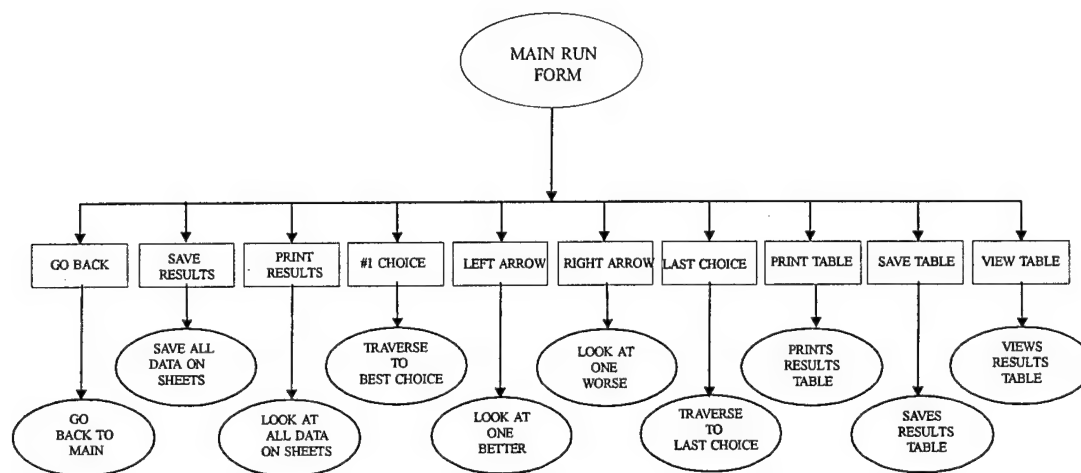 MAIN RUN
FORM
GO BACK
SAVE
RESULTS
PRINT
RESULTS
#1 CHOICE
LEFT ARROW
RIGHT ARROW
LAST CHOICE
PRINT TABLE
SAVE TABLE
VIEW TABLE
SAVE ALL
DATA ON
SHEETS
TRAVERSE
TO
BEST CHOICE
LOOK AT
ONE
WORSE
PRINTS
RESULTS
TABLE
VIEWS
RESULTS
TABLE
GO
BACK TO
MAIN
LOOK AT
ALL DATA
ON SHEETS
LOOK AT
ONE
BETTER
TRAVERSE
TO
LAST CHOICE
SAVES
RESULTS
TABLE